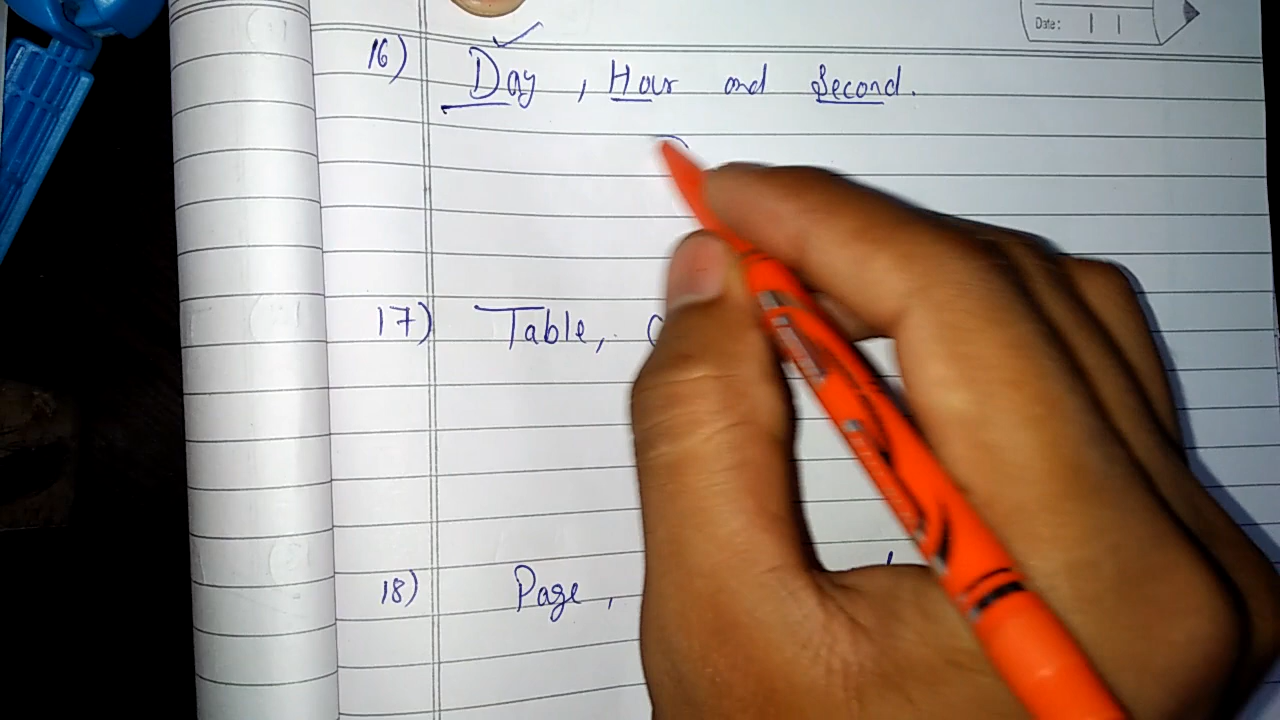 Date:
16) Day, Hour and Second.
17) Table,
18) Page,